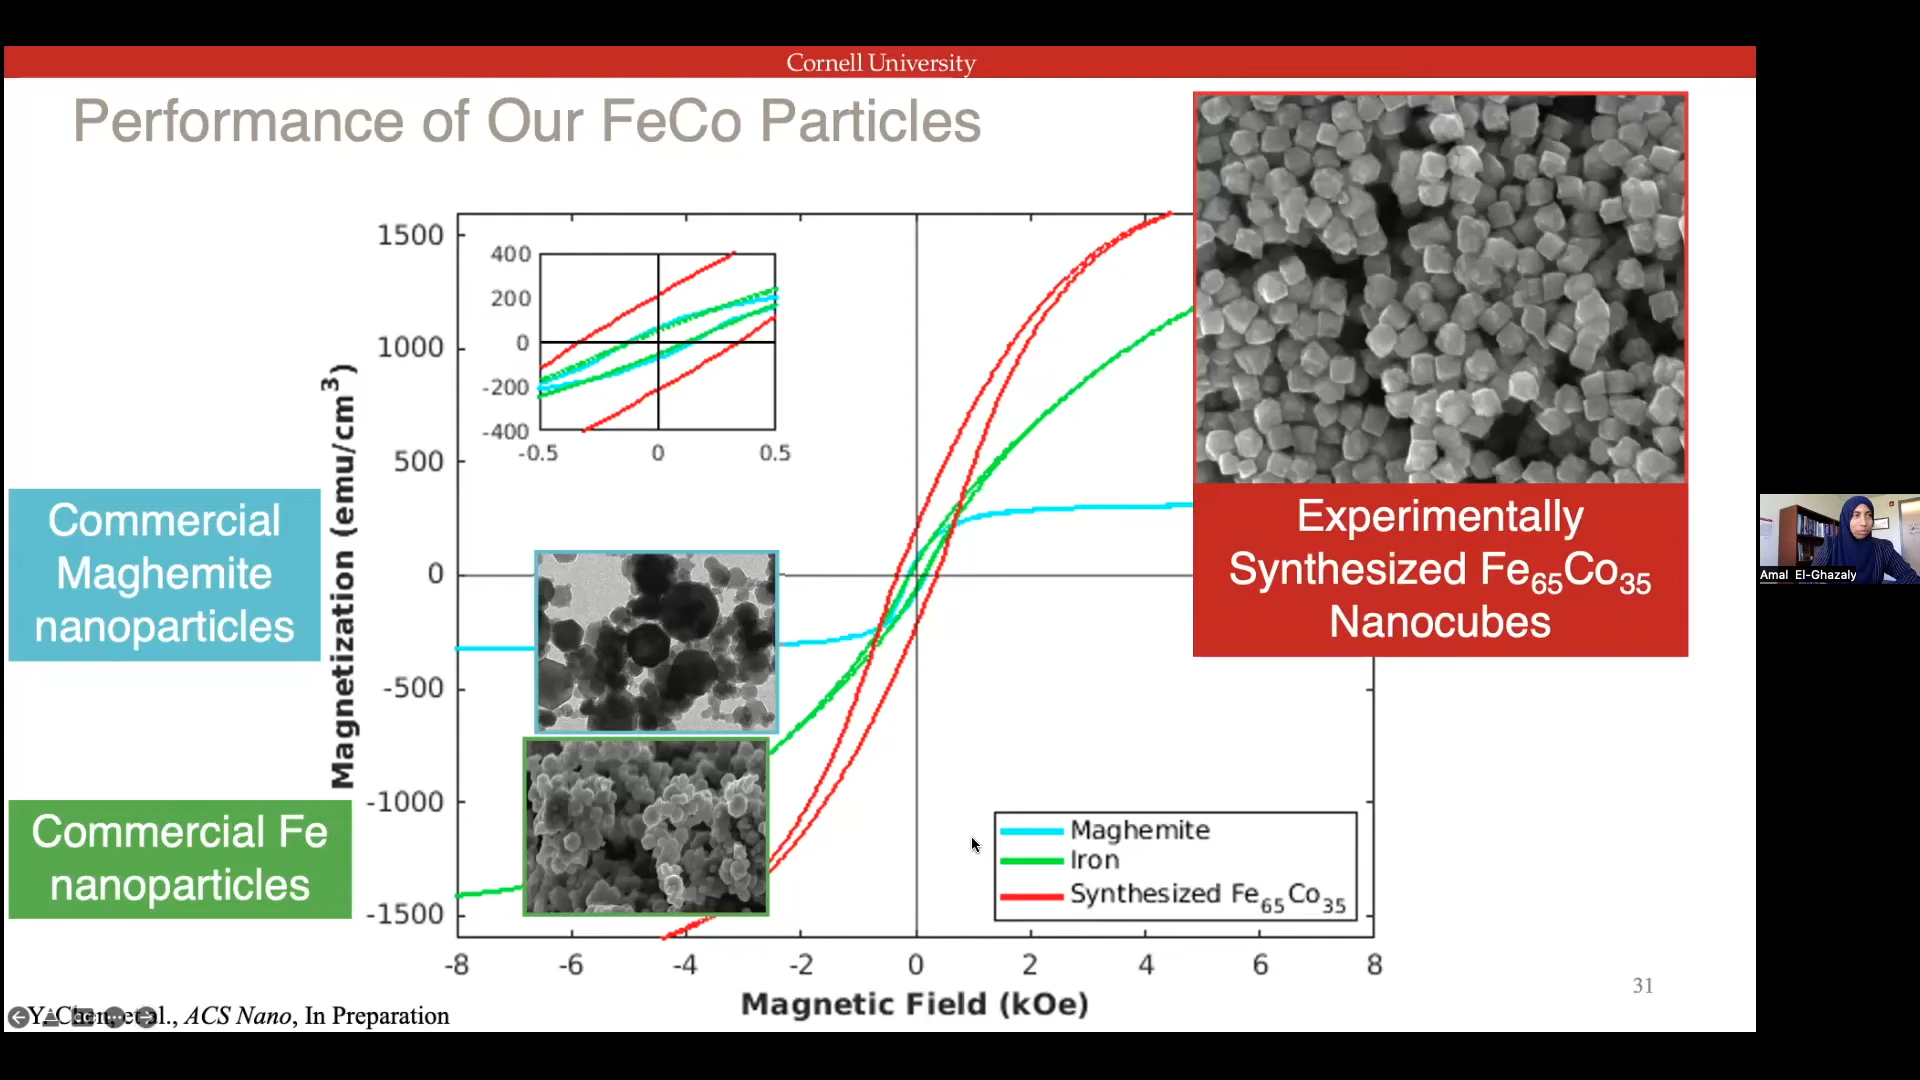 Cornell University
Performance of Our FeCo Particles
1500
1000
500
0
-500
-1000
-1500
Magnetization (emu/cm³)
400
200
0
-200
-400
-0.5
0
0.5
Commercial
Maghemite
nanoparticles
Commercial Fe
nanoparticles
Experimentally
Synthesized Fe₆₅Co₃₅
Nanocubes
Maghemite
Iron
Synthesized Fe₆₅Co₃₅
-8
-6
-4
-2
0
2
4
6
8
Magnetic Field (kOe)
31
Y. Chen, et al., ACS Nano, In Preparation
Amal El-Ghazaly